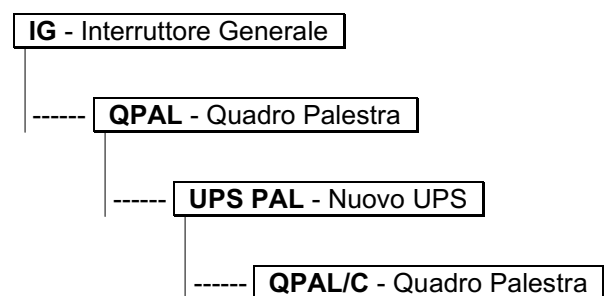 IG - Interruttore Generale
------ QPAL - Quadro Palestra
------ UPS PAL - Nuovo UPS
------ QPAL/C - Quadro Palestra